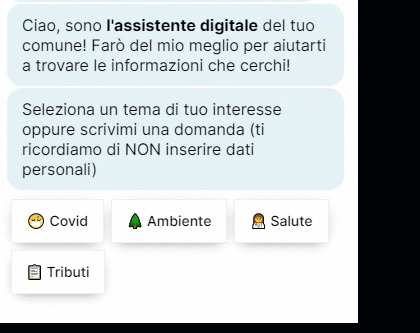 Ciao, sono l'assistente digitale del tuo
comune! Farò del mio meglio per aiutarti
a trovare le informazioni che cerchi!
Seleziona un tema di tuo interesse
oppure scrivimi una domanda (ti
ricordiamo di NON inserire dati
personali)
Covid
Ambiente
Salute
Tributi